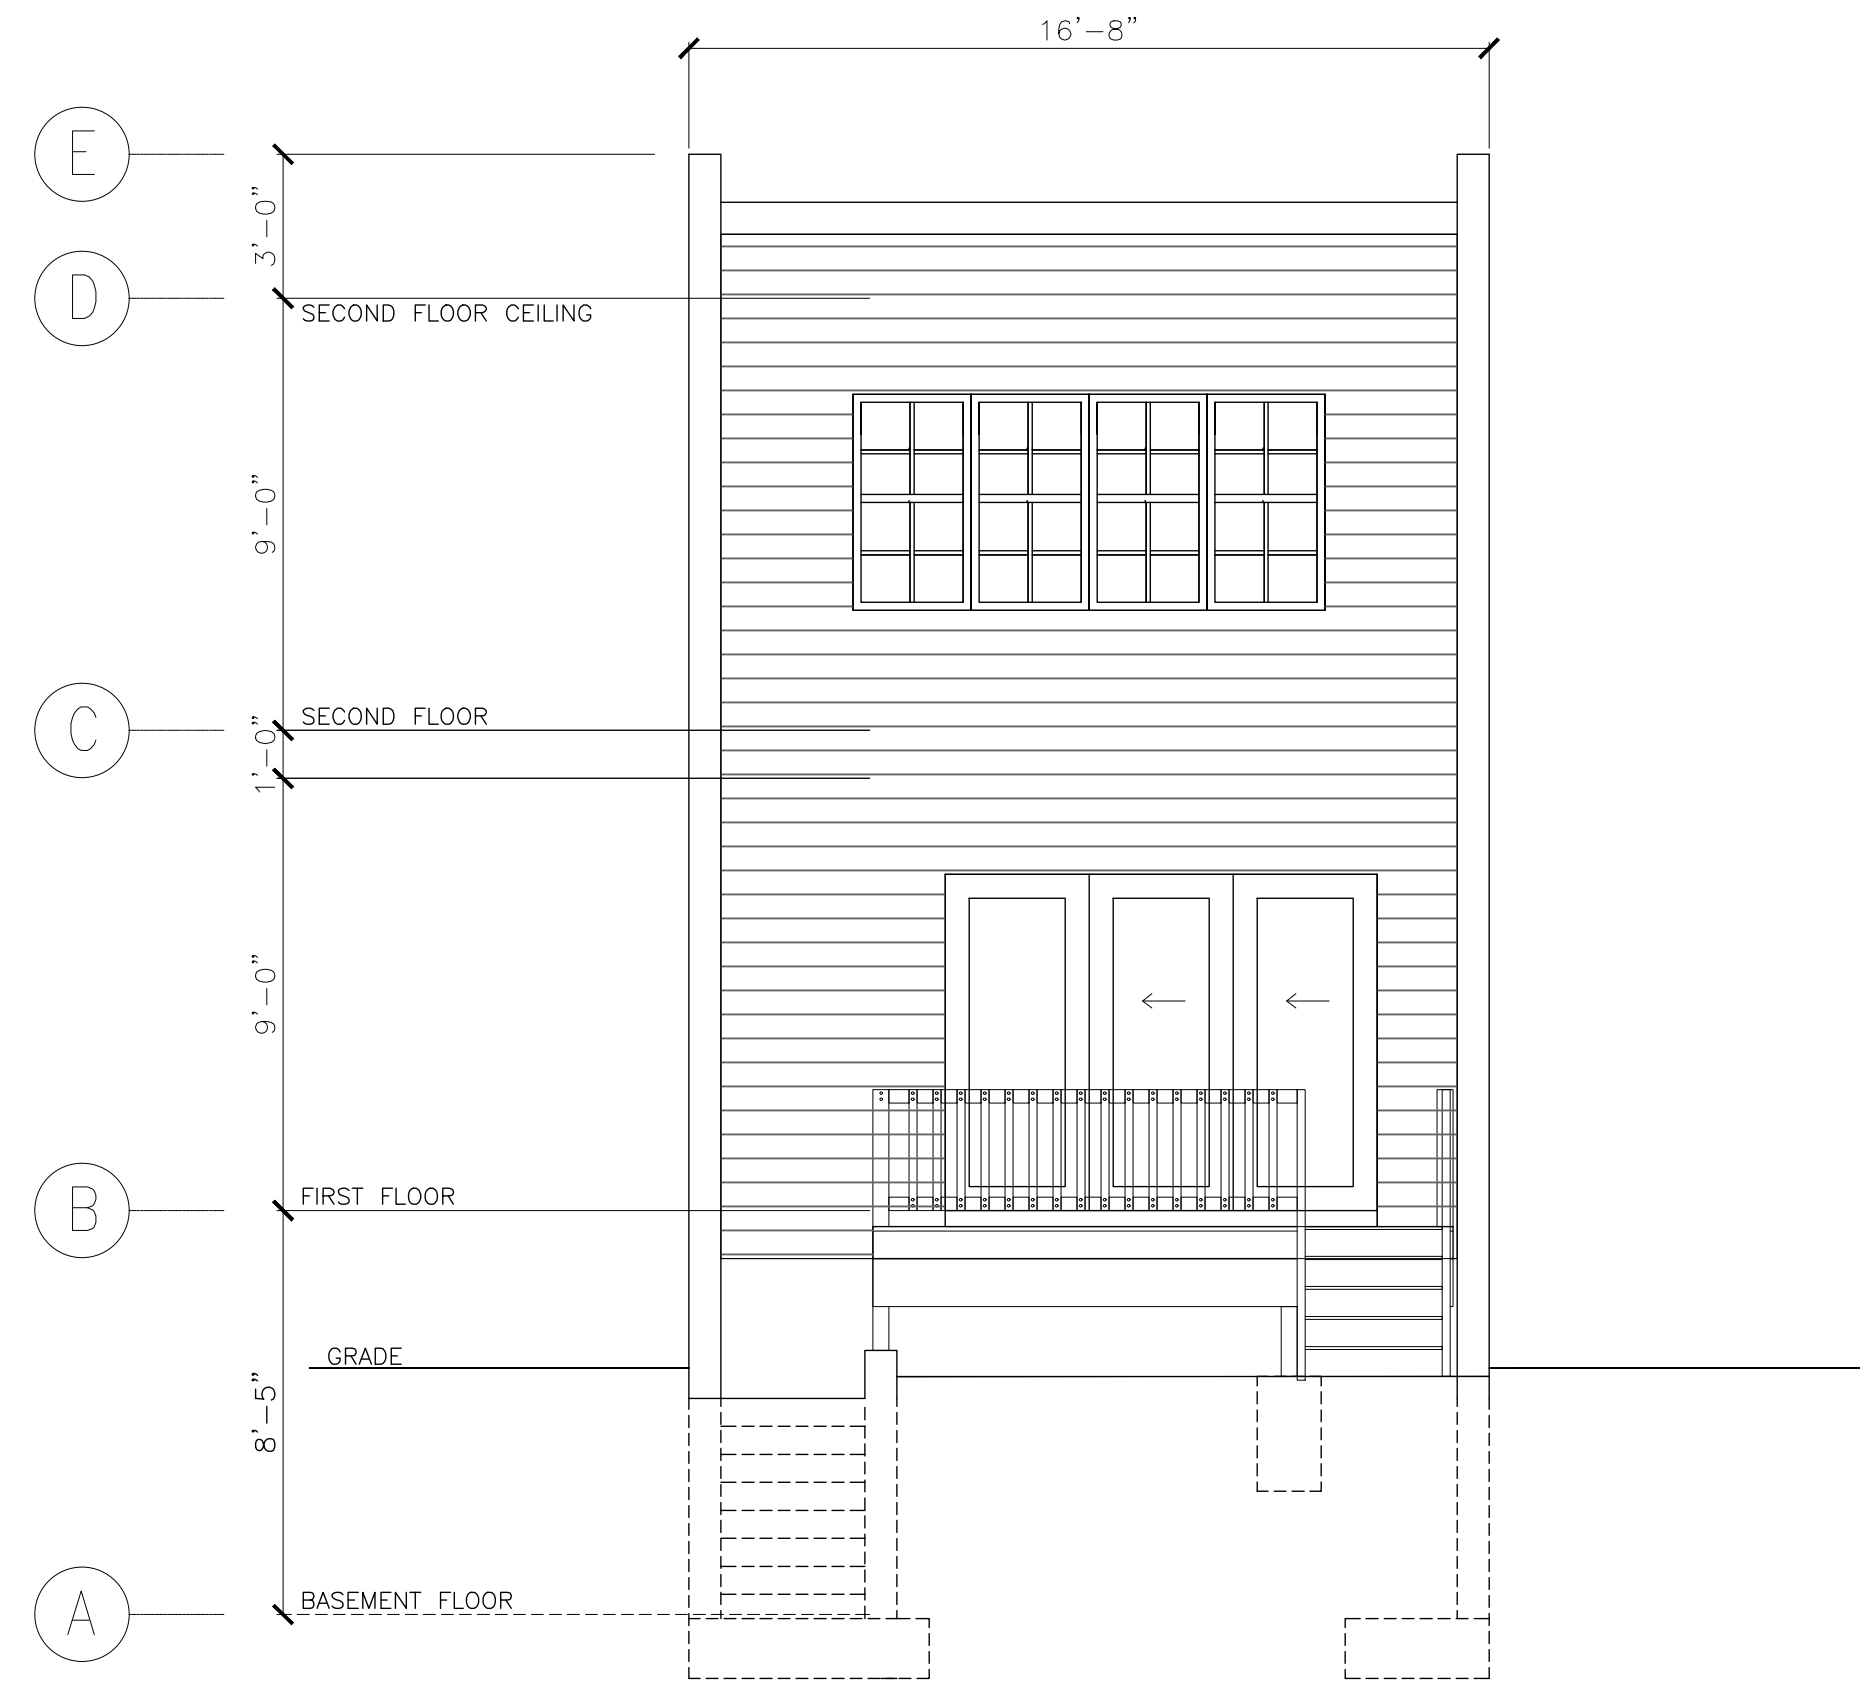 16'-8"
E
3'-0"
D
SECOND FLOOR CEILING
9'-0"
SECOND FLOOR
C
1'-0"
9'-0"
FIRST FLOOR
B
GRADE
8'-5"
BASEMENT FLOOR
A